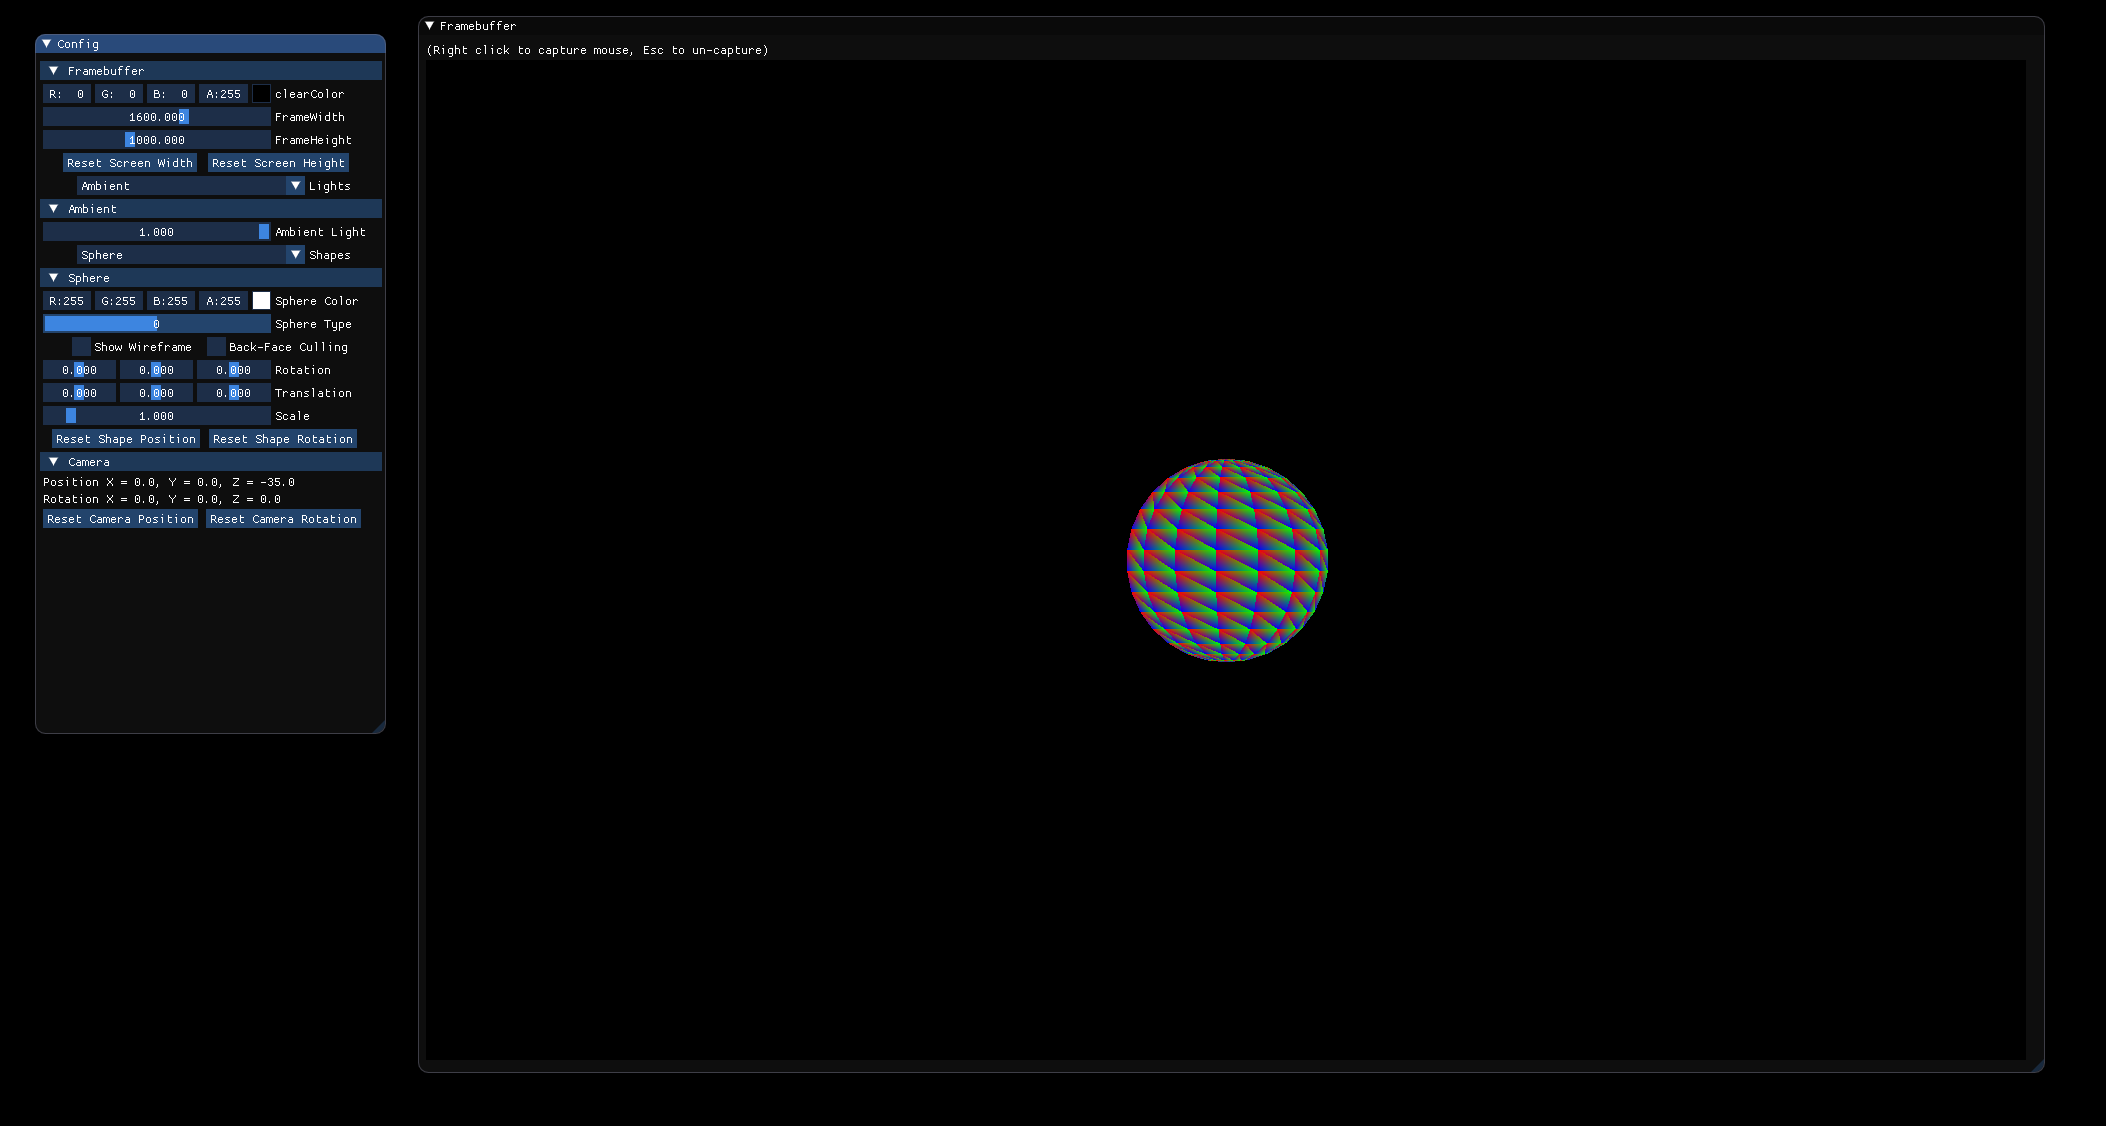 Config
Framebuffer
R: 0 G: 0 B: 0 A:255 clearColor
1600.000 FrameWidth
1000.000 FrameHeight
Reset Screen Width Reset Screen Height
Ambient Lights
Ambient
1.000 Ambient Light
Sphere Shapes
Sphere
R:255 G:255 B:255 A:255 Sphere Color
0 Sphere Type
Show Wireframe Back-Face Culling
0.000 0.000 0.000 Rotation
0.000 0.000 0.000 Translation
1.000 Scale
Reset Shape Position Reset Shape Rotation
Camera
Position X = 0.0, Y = 0.0, Z = -35.0
Rotation X = 0.0, Y = 0.0, Z = 0.0
Reset Camera Position Reset Camera Rotation
Framebuffer
(Right click to capture mouse, Esc to un-capture)